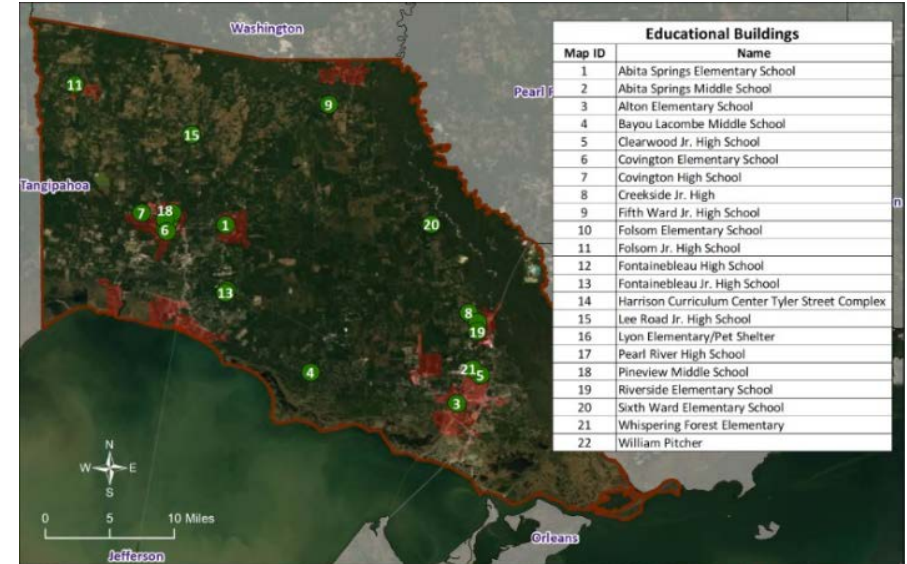 Washington
Pearl
Tangipahoa
11
9
15
7
18
6
1
20
13
8
19
4
21
5
3
N
W E
S
0 5 10 Miles
Jefferson
Orleans
Educational Buildings
Map ID Name
1 Abita Springs Elementary School
2 Abita Springs Middle School
3 Alton Elementary School
4 Bayou Lacombe Middle School
5 Clearwood Jr. High School
6 Covington Elementary School
7 Covington High School
8 Creekside Jr. High
9 Fifth Ward Jr. High School
10 Folsom Elementary School
11 Folsom Jr. High School
12 Fontainebleau High School
13 Fontainebleau Jr. High School
14 Harrison Curriculum Center Tyler Street Complex
15 Lee Road Jr. High School
16 Lyon Elementary/Pet Shelter
17 Pearl River High School
18 Pineview Middle School
19 Riverside Elementary School
20 Sixth Ward Elementary School
21 Whispering Forest Elementary
22 William Pitcher